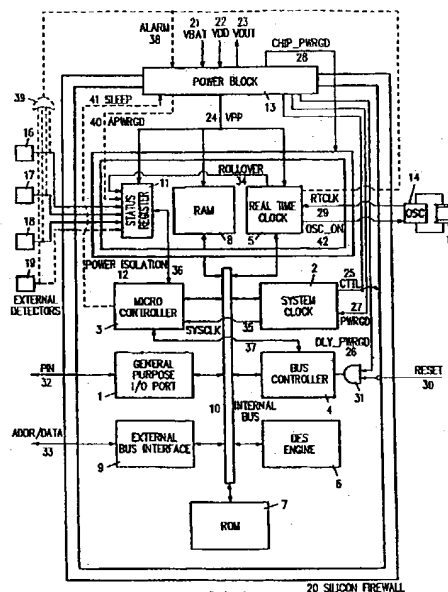 ALARM
38
21
VBAT
22
VDD
23
VOUT
CHIP_PWRGD
28
POWER BLOCK
13
39
41 SLEEP
40 APWRGD
24 VPP
16
17
18
19
EXTERNAL
DETECTORS
11
STATUS
REGISTER
ROLLOVER
34
RAM
8
REAL TIME
CLOCK
5
RTCLK
29
OSC_ON
42
14
OSC
POWER ISOLATION
12
36
MICRO
CONTROLLER
3
SYSCLK
35
37
2
SYSTEM
CLOCK
25
CTTL
27
PWRGD
DLY_PWRGD
26
PIN
32
GENERAL
PURPOSE
I/O PORT
1
10
INTERNAL
BUS
BUS
CONTROLLER
4
31
RESET
30
ADDR/DATA
33
EXTERNAL
BUS INTERFACE
9
DES
ENGINE
6
7
ROM
20 SILICON FIREWALL